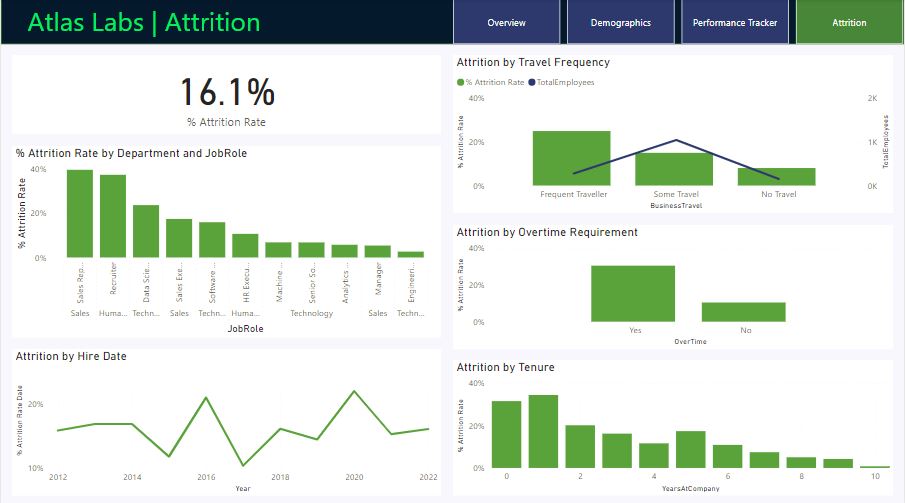 Atlas Labs | Attrition
Overview
Demographics
Performance Tracker
Attrition
16.1%
% Attrition Rate
% Attrition Rate by Department and JobRole
% Attrition Rate
40%
20%
0%
Sales Rep...
Recruiter
Data Scie...
Sales Exe...
Software ...
HR Execu...
Machine ...
Senior So...
Analytics ...
Manager
Engineeri...
Sales
Huma...
Techn...
Sales
Techn...
Huma...
Technology
Sales
Techn...
JobRole
Attrition by Hire Date
% Attrition Rate Date
20%
10%
2012
2014
2016
2018
2020
2022
Year
Attrition by Travel Frequency
% Attrition Rate
TotalEmployees
% Attrition Rate
40%
20%
0%
2K
1K
0K
TotalEmployees
Frequent Traveller
Some Travel
No Travel
BusinessTravel
Attrition by Overtime Requirement
% Attrition Rate
40%
20%
0%
Yes
No
OverTime
Attrition by Tenure
% Attrition Rate
40%
20%
0%
0
2
4
6
8
10
YearsAtCompany